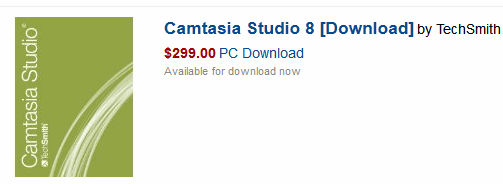 Camtasia Studio 8 [Download] by TechSmith
$299.00 PC Download
Available for download now
Camtasia Studio®
TechSmith